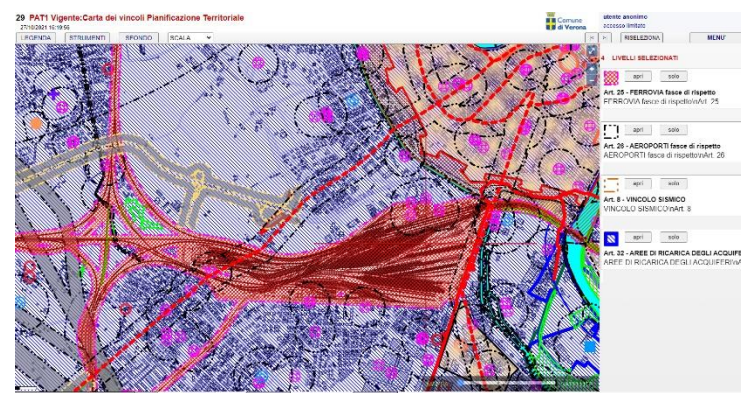 29 PAT1 Vigente:Carta dei vincoli Pianificazione Territoriale
27/10/2021 16:19:56
Comune
di Verona
utente anonimo
accesso limitato
LEGENDA STRUMENTI SFONDO SCALA
RISELEZIONA MENU'
4 LIVELLI SELEZIONATI
apri solo
Art. 25 - FERROVIA fasce di rispetto
FERROVIA fasce di rispetto\nArt. 25
apri solo
Art. 26 - AEROPORTI fasce di rispetto
AEROPORTI fasce di rispetto\nArt. 26
apri solo
Art. 8 - VINCOLO SISMICO
VINCOLO SISMICO\nArt. 8
apri solo
Art. 32 - AREE DI RICARICA DEGLI ACQUIFE
AREE DI RICARICA DEGLI ACQUIFERI\nA